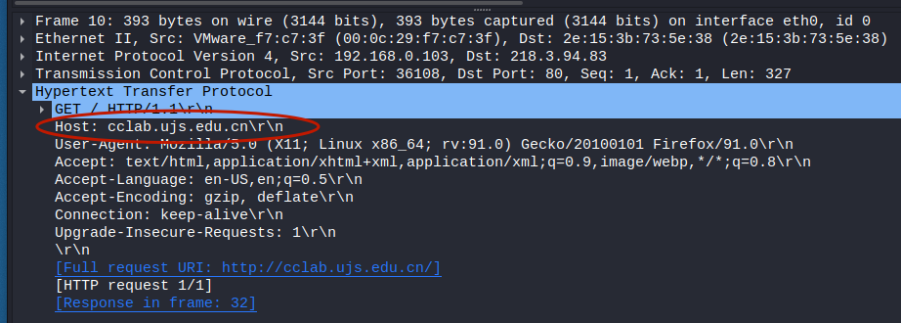 Frame 10: 393 bytes on wire (3144 bits), 393 bytes captured (3144 bits) on interface eth0, id 0
Ethernet II, Src: VMware_f7:c7:3f (00:0c:29:f7:c7:3f), Dst: 2e:15:3b:73:5e:38 (2e:15:3b:73:5e:38)
Internet Protocol Version 4, Src: 192.168.0.103, Dst: 218.3.94.83
Transmission Control Protocol, Src Port: 36108, Dst Port: 80, Seq: 1, Ack: 1, Len: 327
Hypertext Transfer Protocol
GET / HTTP/1.1\r\n
Host: cclab.ujs.edu.cn\r\n
User-Agent: Mozilla/5.0 (X11; Linux x86_64; rv:91.0) Gecko/20100101 Firefox/91.0\r\n
Accept: text/html,application/xhtml+xml,application/xml;q=0.9,image/webp,*/*;q=0.8\r\n
Accept-Language: en-US,en;q=0.5\r\n
Accept-Encoding: gzip, deflate\r\n
Connection: keep-alive\r\n
Upgrade-Insecure-Requests: 1\r\n
\r\n
[Full request URI: http://cclab.ujs.edu.cn/]
[HTTP request 1/1]
[Response in frame: 32]